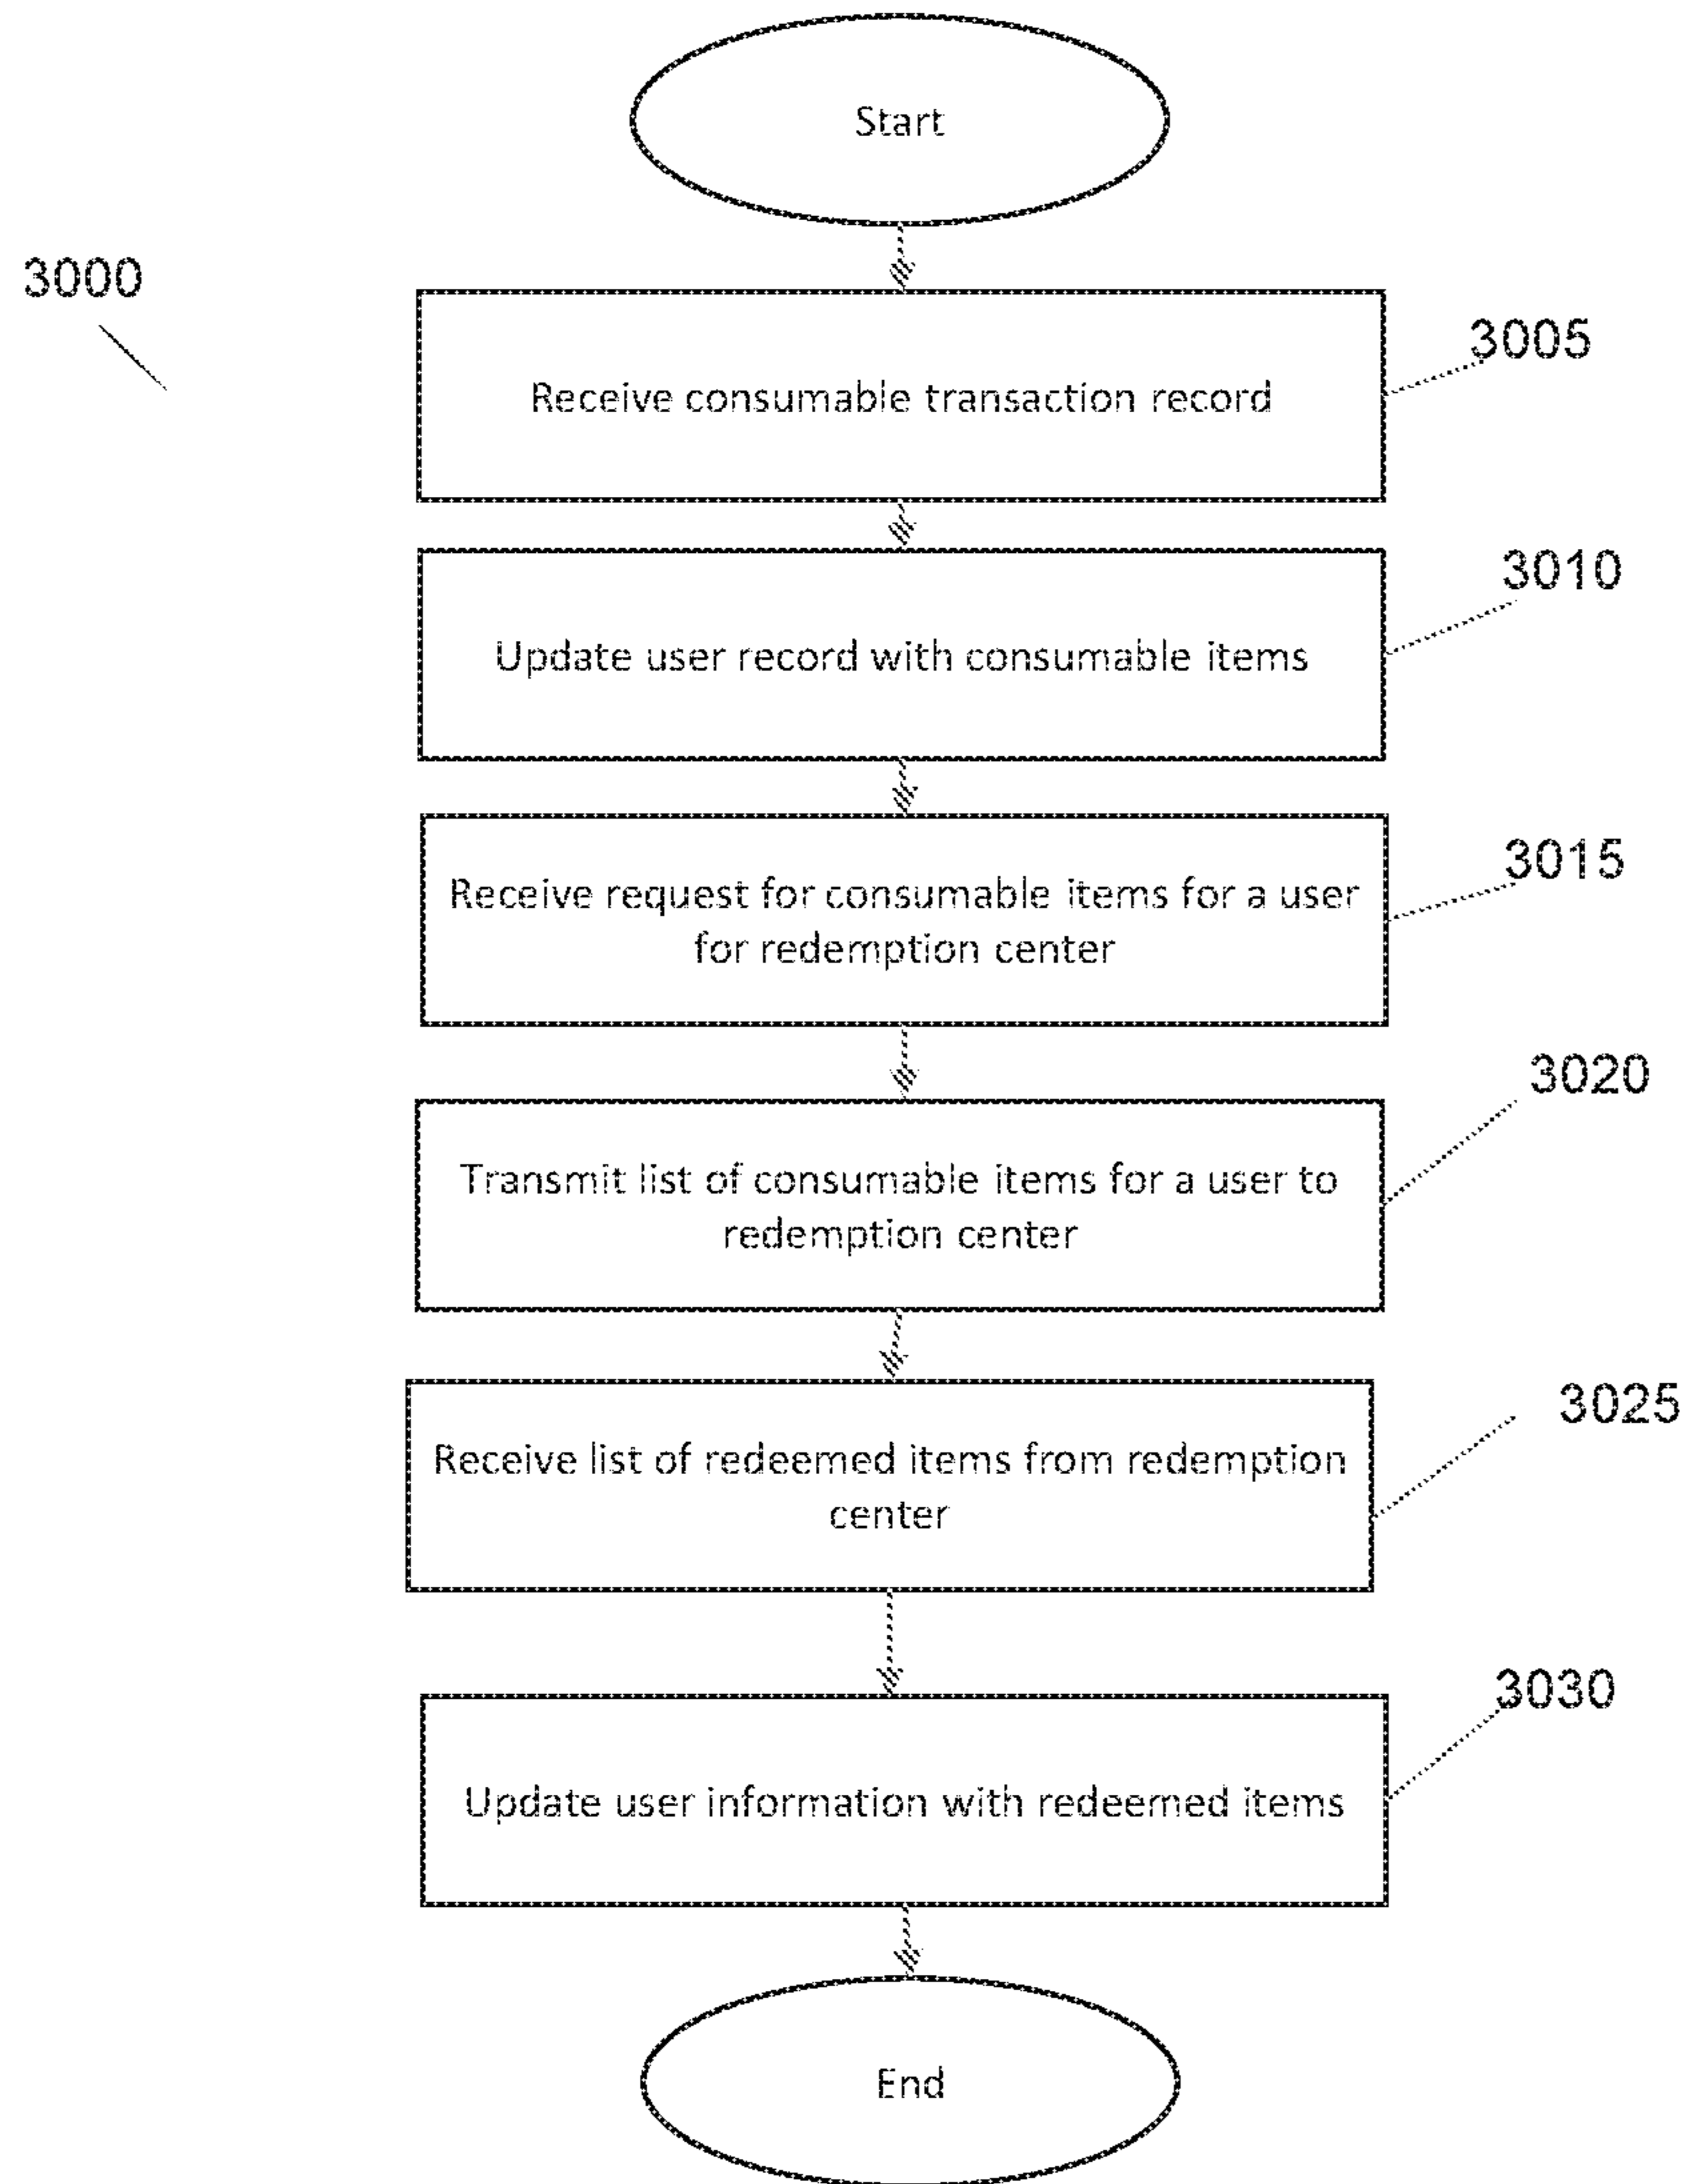 Start
3000
3005
Receive consumable transaction record
3010
Update user record with consumable items
3015
Receive request for consumable items for a user
for redemption center
3020
Transmit list of consumable items for a user to
redemption center
3025
Receive list of redeemed items from redemption
center
3030
Update user information with redeemed items
End